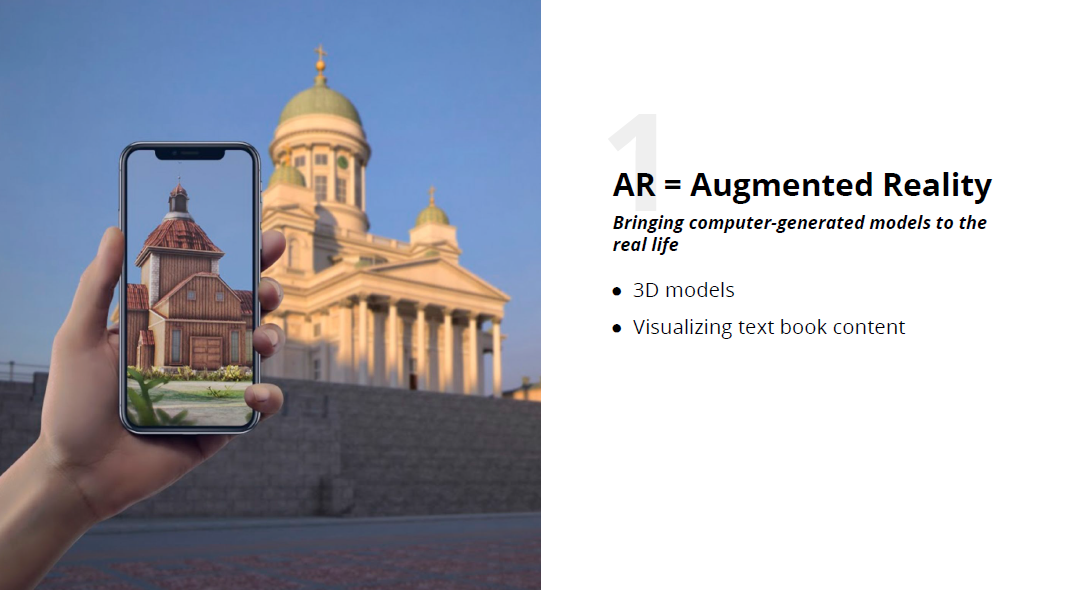 1
AR = Augmented Reality
Bringing computer-generated models to the
real life
● 3D models
● Visualizing text book content